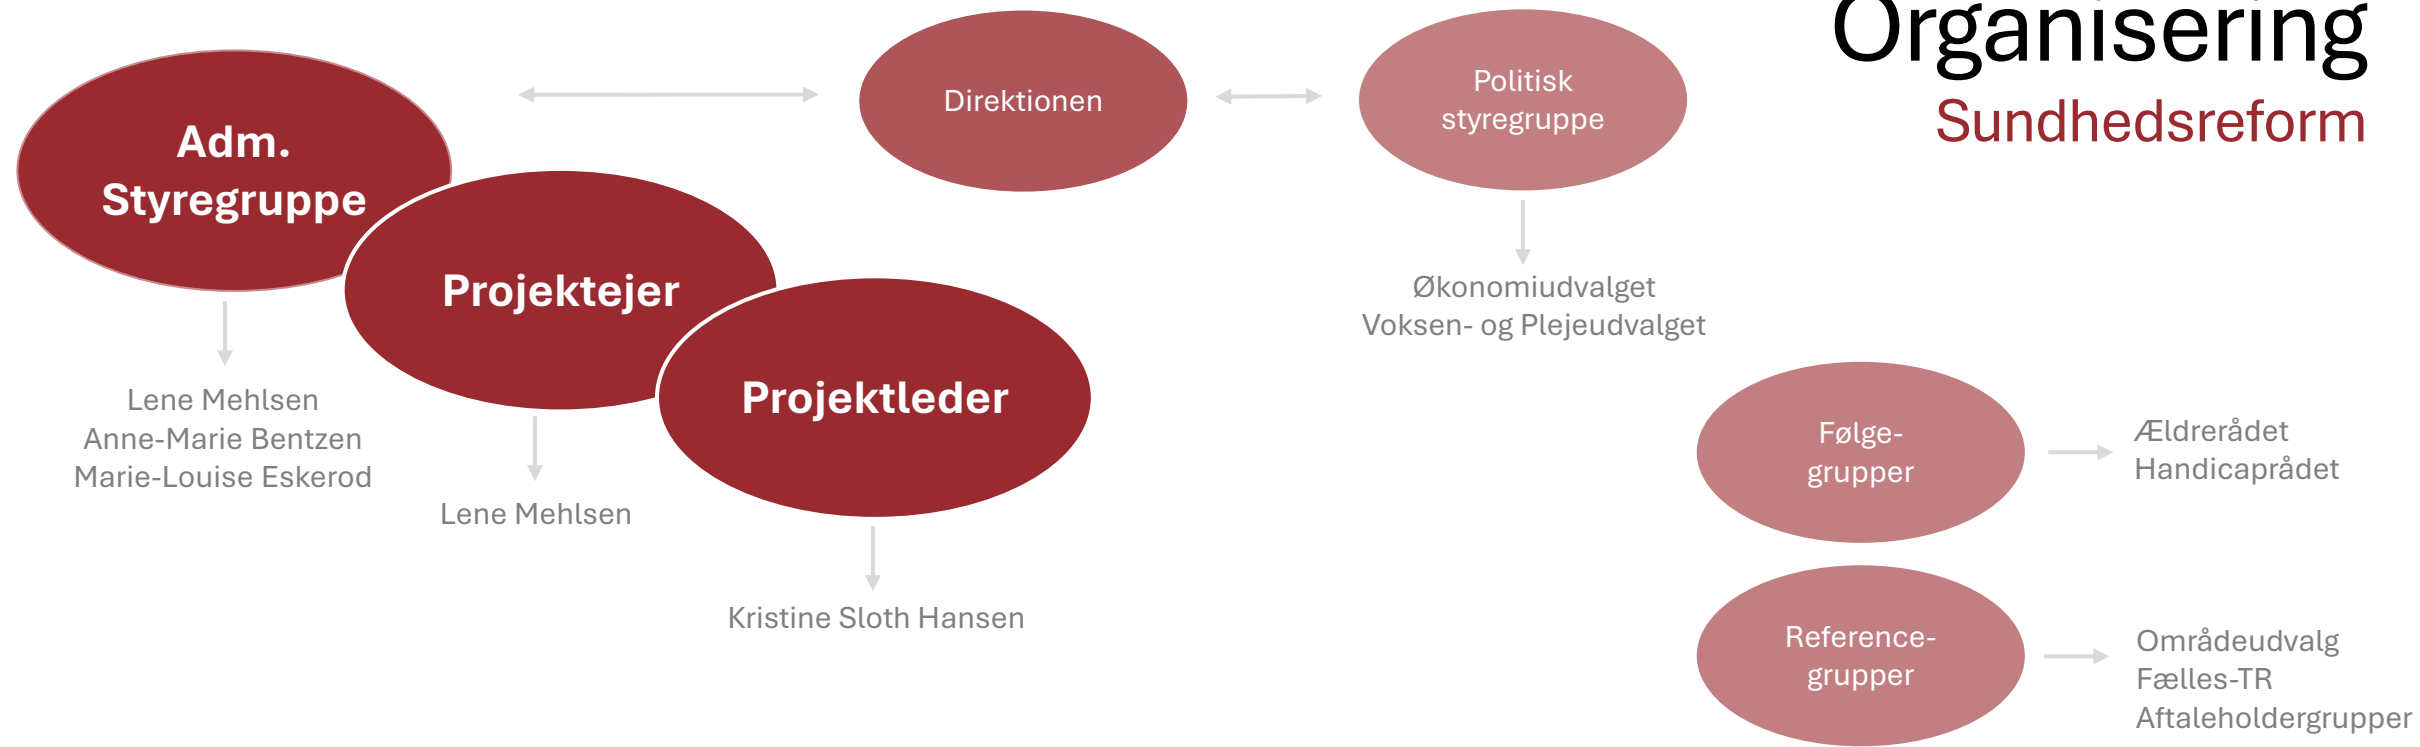 Organisering
Sundhedsreform
Adm.
Styregruppe
Direktionen
Politisk
styregruppe
Projektejer
Projektleder
Økonomiudvalget
Voksen- og Plejeudvalget
Lene Mehlsen
Anne-Marie Bentzen
Marie-Louise Eskerod
Lene Mehlsen
Kristine Sloth Hansen
Følge-
grupper
Ældrerådet
Handicaprådet
Reference-
grupper
Områdeudvalg
Fælles-TR
Aftaleholdergrupper